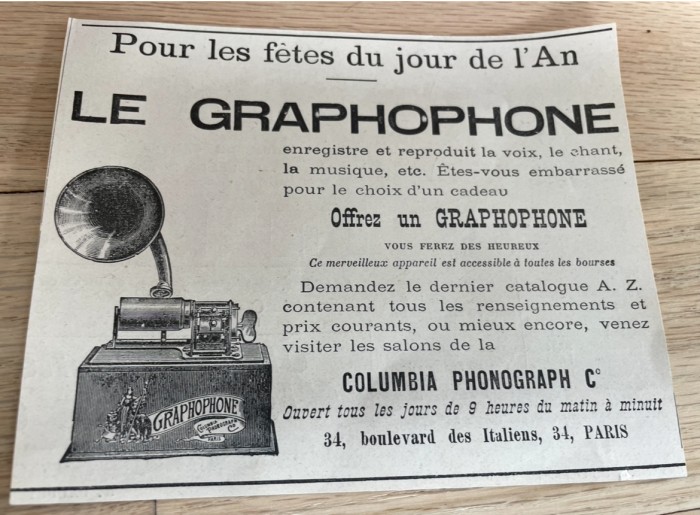 Pour les fêtes du jour de l'An
LE GRAPHOPHONE
enregistre et reproduit la voix, le chant,
la musique, etc. Êtes-vous embarrassé
pour le choix d'un cadeau
Offrez un GRAPHOPHONE
VOUS FEREZ DES HEUREUX
Ce merveilleux appareil est accessible à toutes les bourses
Demandez le dernier catalogue A. Z.
contenant tous les renseignements et
prix courants, ou mieux encore, venez
visiter les salons de la
COLUMBIA PHONOGRAPH C°
Ouvert tous les jours de 9 heures du matin à minuit
34, boulevard des Italiens, 34, PARIS
GRAPHOPHONE
COLUMBIA PHONOGRAPH Cº
PARIS